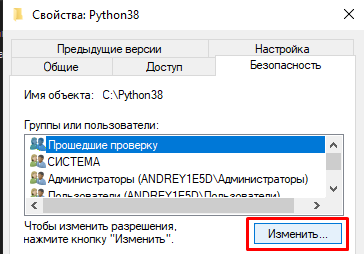 Свойства: Python38
Предыдущие версии
Настройка
Общие
Доступ
Безопасность
Имя объекта: C:\Python38
Группы или пользователи:
Прошедшие проверку
СИСТЕМА
Администраторы (ANDREY1E5D\Администраторы)
Пользователи (ANDREY1E5D\Пользователи)
Чтобы изменить разрешения,
нажмите кнопку "Изменить".
Изменить...